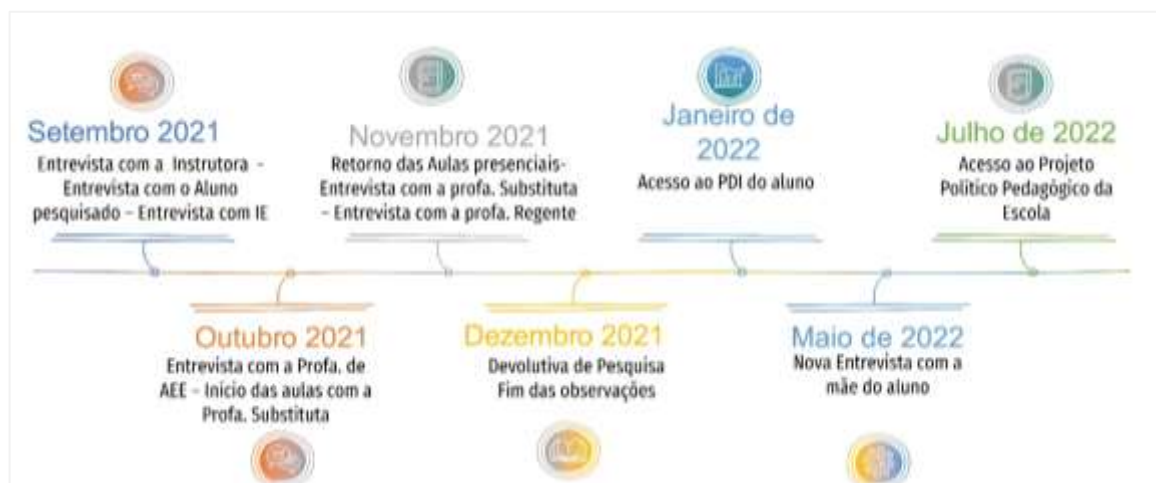 Setembro 2021
Entrevista com a Instrutora –
Entrevista com o Aluno
pesquisado – Entrevista com IE
Outubro 2021
Entrevista com a Profa. de
AEE – Início das aulas com a
Profa. Substituta
Novembro 2021
Retorno das Aulas presenciais-
Entrevista com a profa. Substituta
– Entrevista com a profa. Regente
Dezembro 2021
Devolutiva de Pesquisa
Fim das observações
Janeiro de
2022
Acesso ao PDI do aluno
Maio de 2022
Nova Entrevista com a
mãe do aluno
Julho de 2022
Acesso ao Projeto
Político Pedagógico da
Escola